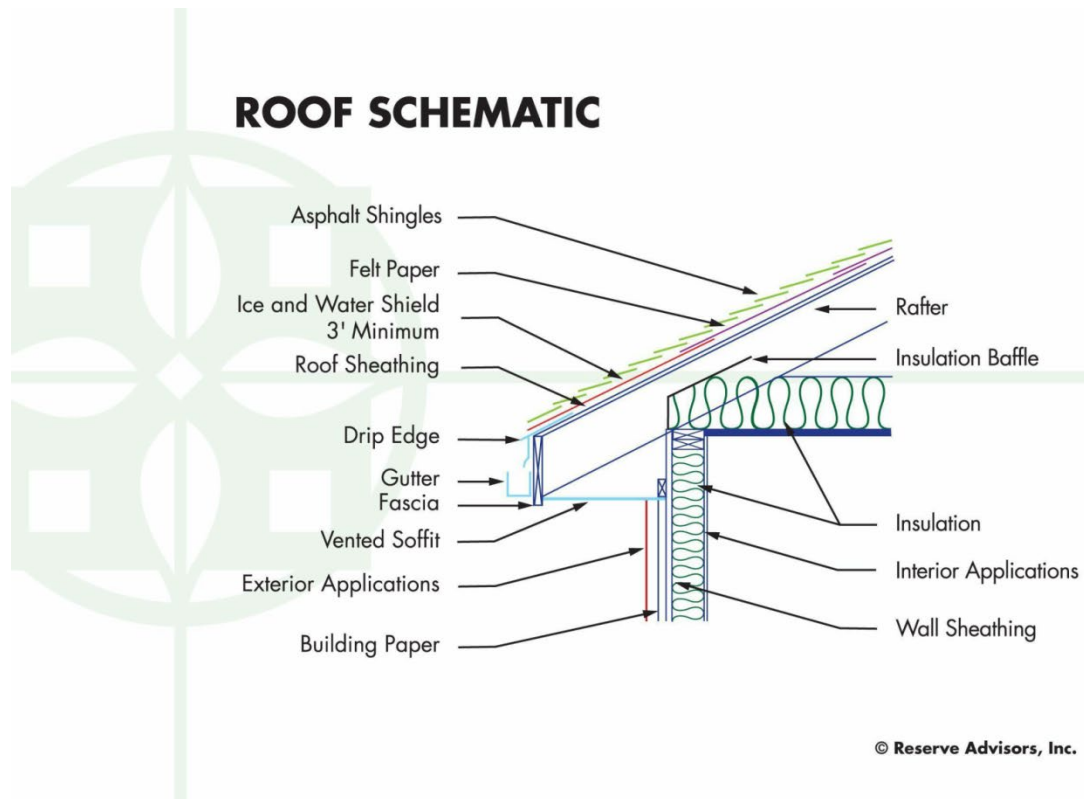 ROOF SCHEMATIC
Asphalt Shingles
Felt Paper
Ice and Water Shield
3' Minimum
Roof Sheathing
Drip Edge
Gutter
Fascia
Vented Soffit
Exterior Applications
Building Paper
Rafter
Insulation Baffle
Insulation
Interior Applications
Wall Sheathing
© Reserve Advisors, Inc.